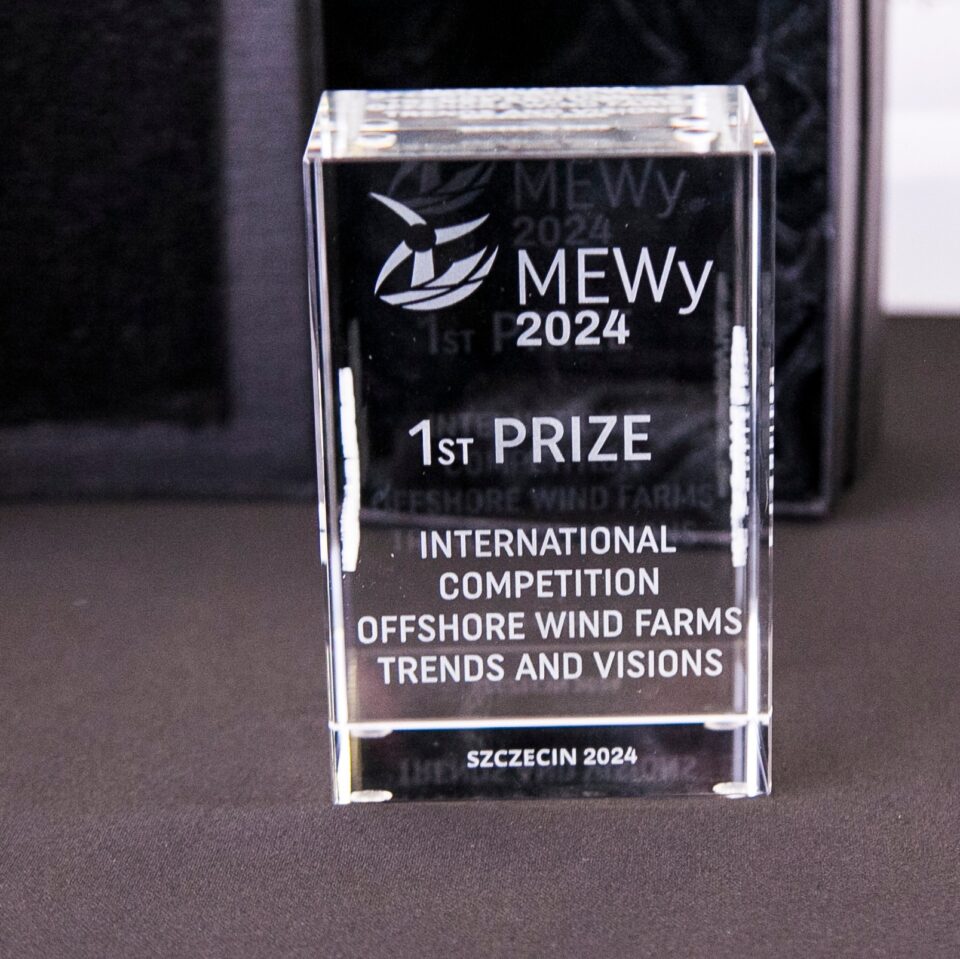 MEWy
2024
1ST PRIZE
INTERNATIONAL
COMPETITION
OFFSHORE WIND FARMS
TRENDS AND VISIONS
SZCZECIN 2024